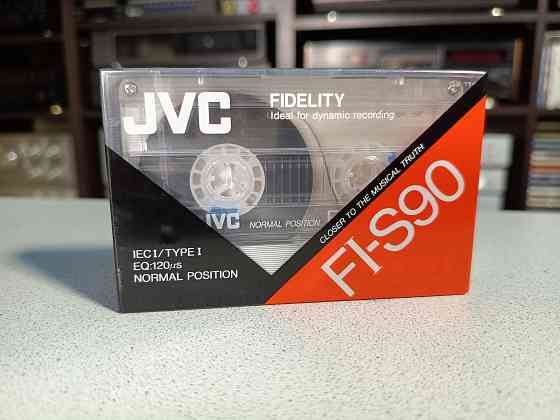 JVC
FIDELITY
Ideal for dynamic recording
JVC
NORMAL POSITION
CLOSER TO THE MUSICAL TRUTH
FI-S90
IEC I/TYPE I
EQ:120µs
NORMAL POSITION